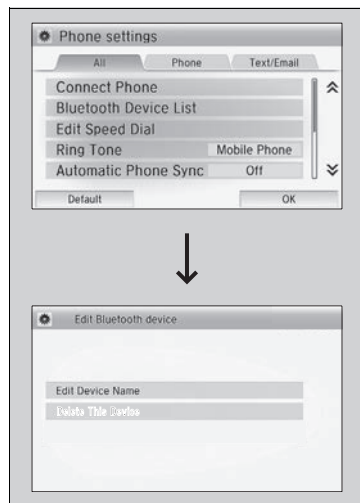 Phone settings
All Phone Text/Email
Connect Phone
Bluetooth Device List
Edit Speed Dial
Ring Tone Mobile Phone
Automatic Phone Sync Off
Default OK
Edit Bluetooth device
Edit Device Name
Delete This Device